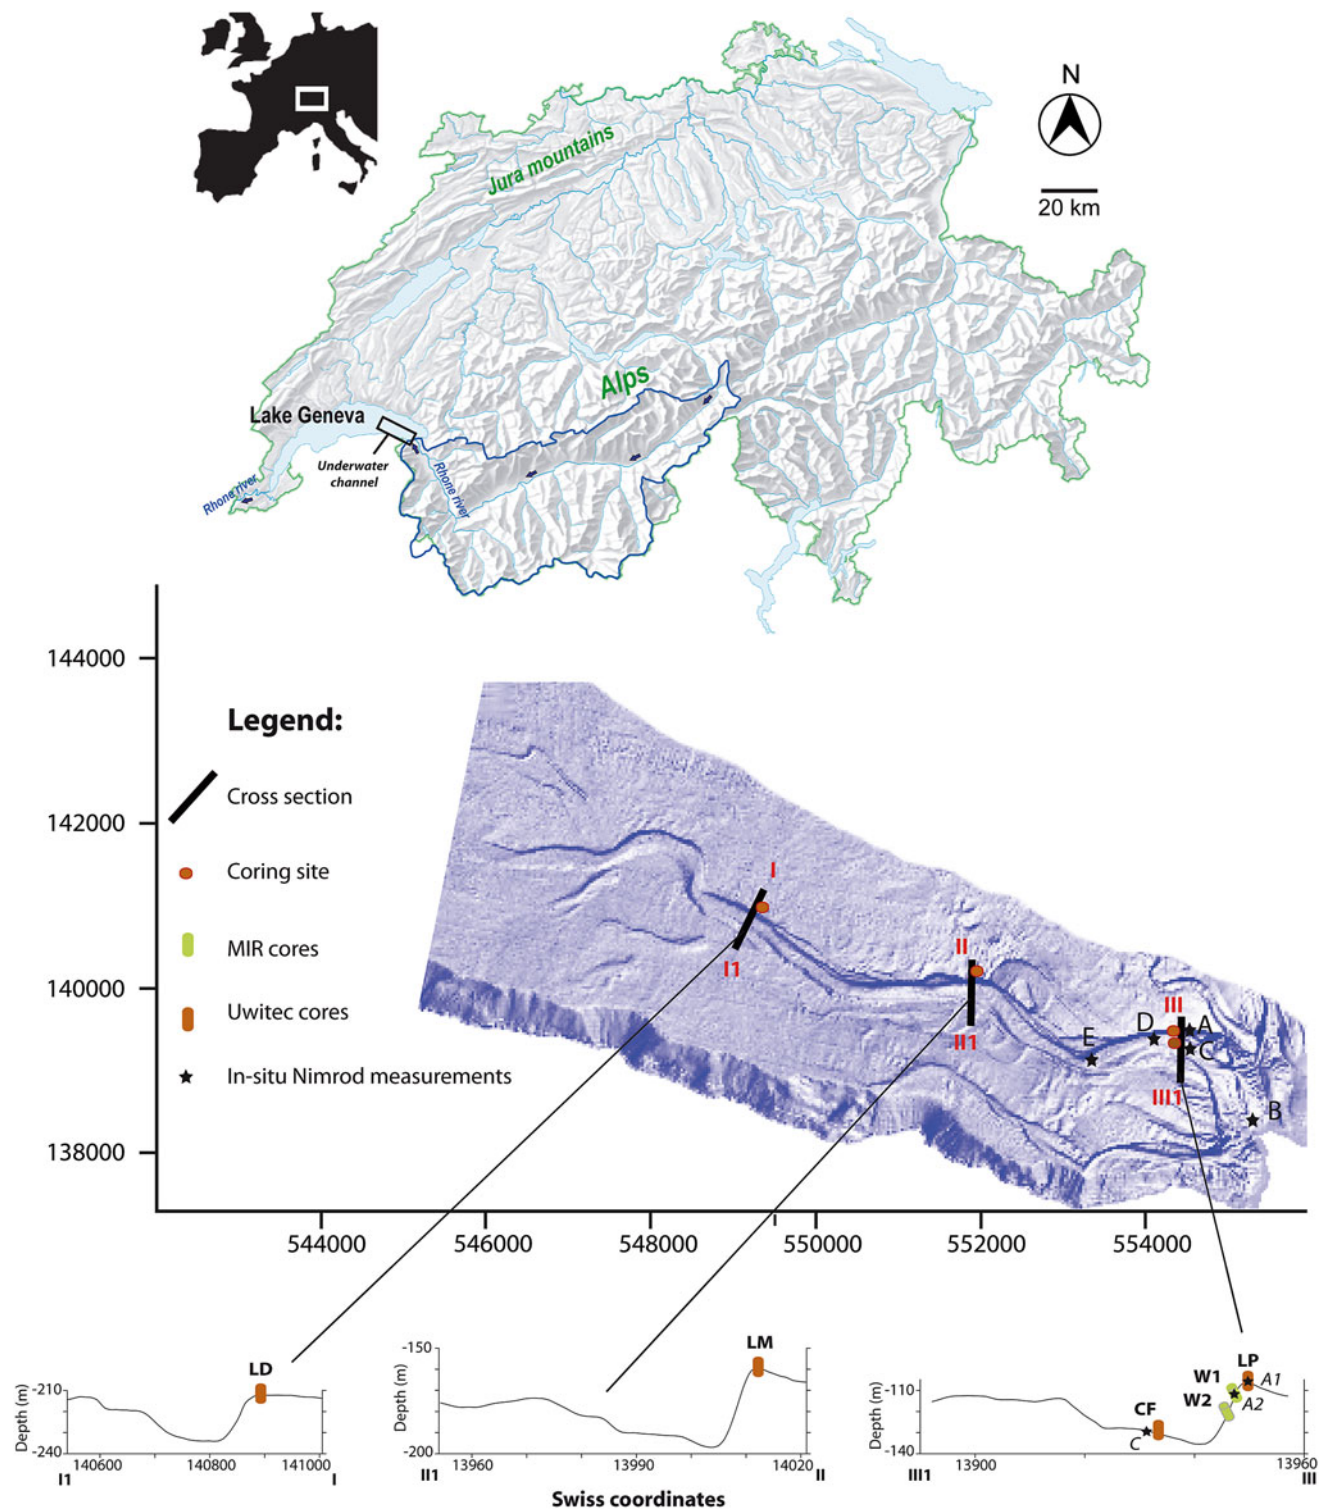 N
20 km
Jura mountains
Alps
Lake Geneva
Underwater
channel
Rhone river
Rhone river
144000
142000
140000
138000
Legend:
Cross section
Coring site
MIR cores
Uwitec cores
In-situ Nimrod measurements
I
I1
II
II1
III
III1
A
B
C
D
E
544000
546000
548000
550000
552000
554000
Depth (m)
-210
-240
LD
140600
140800
141000
I1
I
Depth (m)
-150
-200
LM
13960
13990
14020
II1
II
Depth (m)
-110
-140
CF
C
W1
W2
LP
A1
A2
13900
13960
III1
III
Swiss coordinates